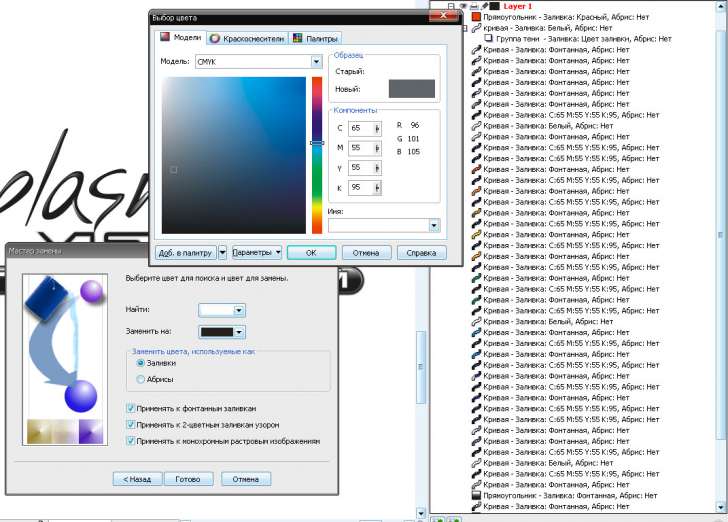 Layer 1
Прямоугольник - Заливка: Красный, Абрис: Нет
кривая - Заливка: Белый, Абрис: Нет
Группа тени - Заливка: Цвет заливки, Абрис: Нет
Кривая - Заливка: Фонтанная, Абрис: Нет
Кривая - Заливка: Фонтанная, Абрис: Нет
Кривая - Заливка: Фонтанная, Абрис: Нет
Кривая - Заливка: Фонтанная, Абрис: Нет
Кривая - Заливка: Фонтанная, Абрис: Нет
Кривая - Заливка: Фонтанная, Абрис: Нет
Кривая - Заливка: C:65 M:55 Y:55 K:95, Абрис: Нет
Кривая - Заливка: Белый, Абрис: Нет
Кривая - Заливка: Фонтанная, Абрис: Нет
Кривая - Заливка: C:65 M:55 Y:55 K:95, Абрис: Нет
Кривая - Заливка: C:65 M:55 Y:55 K:95, Абрис: Нет
Кривая - Заливка: Фонтанная, Абрис: Нет
Кривая - Заливка: C:65 M:55 Y:55 K:95, Абрис: Нет
Кривая - Заливка: Фонтанная, Абрис: Нет
Кривая - Заливка: C:65 M:55 Y:55 K:95, Абрис: Нет
Кривая - Заливка: Фонтанная, Абрис: Нет
Кривая - Заливка: C:65 M:55 Y:55 K:95, Абрис: Нет
Кривая - Заливка: Фонтанная, Абрис: Нет
Кривая - Заливка: C:65 M:55 Y:55 K:95, Абрис: Нет
Кривая - Заливка: Фонтанная, Абрис: Нет
Кривая - Заливка: C:65 M:55 Y:55 K:95, Абрис: Нет
Кривая - Заливка: Фонтанная, Абрис: Нет
Кривая - Заливка: C:65 M:55 Y:55 K:95, Абрис: Нет
Кривая - Заливка: Фонтанная, Абрис: Нет
Кривая - Заливка: C:65 M:55 Y:55 K:95, Абрис: Нет
Кривая - Заливка: Белый, Абрис: Нет
Кривая - Заливка: Фонтанная, Абрис: Нет
Кривая - Заливка: C:65 M:55 Y:55 K:95, Абрис: Нет
Кривая - Заливка: Фонтанная, Абрис: Нет
Кривая - Заливка: C:65 M:55 Y:55 K:95, Абрис: Нет
Кривая - Заливка: Фонтанная, Абрис: Нет
Кривая - Заливка: C:65 M:55 Y:55 K:95, Абрис: Нет
Кривая - Заливка: Фонтанная, Абрис: Нет
Кривая - Заливка: C:65 M:55 Y:55 K:95, Абрис: Нет
Кривая - Заливка: C:65 M:55 Y:55 K:95, Абрис: Нет
Кривая - Заливка: C:65 M:55 Y:55 K:95, Абрис: Нет
Кривая - Заливка: Фонтанная, Абрис: Нет
Кривая - Заливка: C:65 M:55 Y:55 K:95, Абрис: Нет
Кривая - Заливка: Белый, Абрис: Нет
Кривая - Заливка: C:65 M:55 Y:55 K:95, Абрис: Нет
Кривая - Заливка: Фонтанная, Абрис: Нет
Прямоугольник - Заливка: Фонтанная, Абрис: Нет
Кривая - Заливка: Фонтанная, Абрис: Нет
Выбор цвета
Модели Краскосмесители Палитры
Модель: CMYK
Образец
Старый:
Новый:
Компоненты
C 65 R 96
M 55 G 101
B 105
Y 55
K 95
Имя:
Доб. в палитру Параметры OK Отмена Справка
plas
Мастер замены
Выберите цвет для поиска и цвет для замены.
Найти:
Заменить на:
Заменить цвета, используемые как
Заливки
Абрисы
Применять к фонтанным заливкам
Применять к 2-цветным заливкам узором
Применять к монохромным растровым изображениям
< Назад Готово Отмена